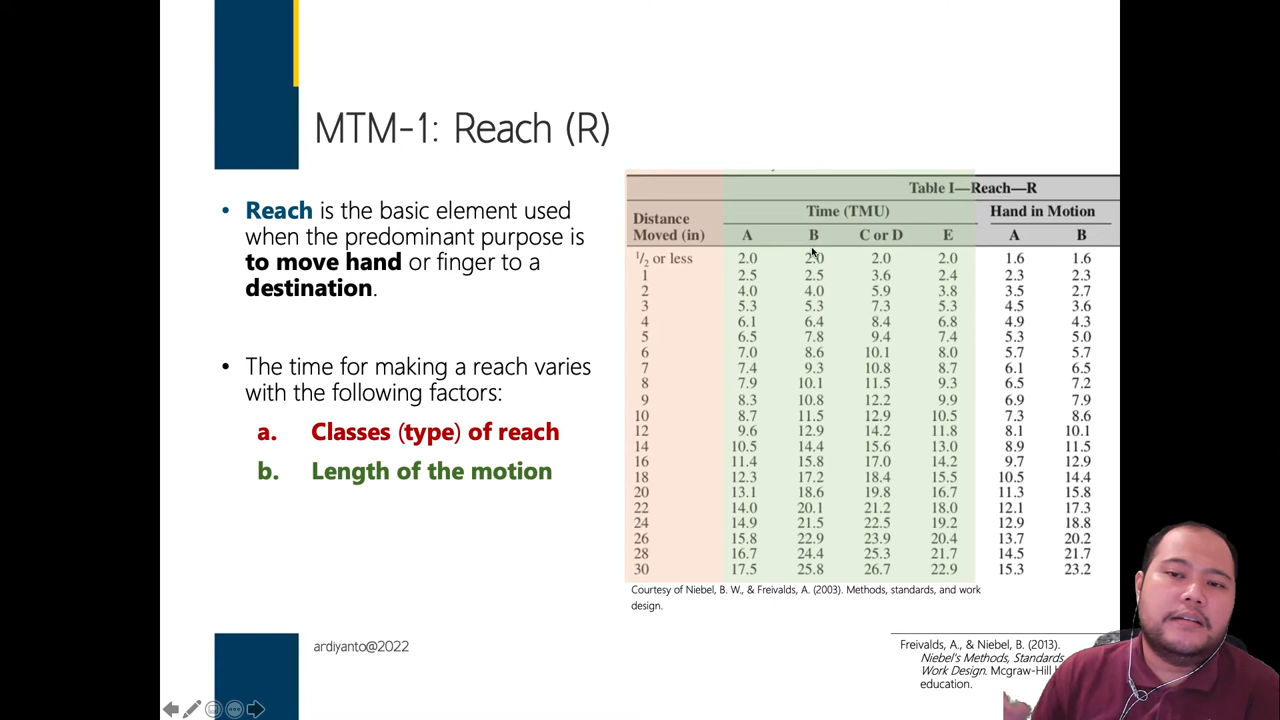 MTM-1: Reach (R)
• Reach is the basic element used
when the predominant purpose is
to move hand or finger to a
destination.
• The time for making a reach varies
with the following factors:
a. Classes (type) of reach
b. Length of the motion
Table I—Reach—R
Time (TMU) Hand in Motion
Distance
Moved (in) A B C or D E A B
1/2 or less 2.0 2.0 2.0 2.0 1.6 1.6
1 2.5 2.5 3.6 2.4 2.3 2.3
2 4.0 4.0 5.9 3.8 3.5 2.7
3 5.3 5.3 7.3 5.3 4.5 3.6
4 6.1 6.4 8.4 6.8 4.9 4.3
5 6.5 7.8 9.4 7.4 5.3 5.0
6 7.0 8.6 10.1 8.0 5.7 5.7
7 7.4 9.3 10.8 8.7 6.1 6.5
8 7.9 10.1 11.5 9.3 6.5 7.2
9 8.3 10.8 12.2 9.9 6.9 7.9
10 8.7 11.5 12.9 10.5 7.3 8.6
12 9.6 12.9 14.2 11.8 8.1 10.1
14 10.5 14.4 15.6 13.0 8.9 11.5
16 11.4 15.8 17.0 14.2 9.7 12.9
18 12.3 17.2 18.4 15.5 10.5 14.4
20 13.1 18.6 19.8 16.7 11.3 15.8
22 14.0 20.1 21.2 18.0 12.1 17.3
24 14.9 21.5 22.5 19.2 12.9 18.8
26 15.8 22.9 23.9 20.4 13.7 20.2
28 16.7 24.4 25.3 21.7 14.5 21.7
30 17.5 25.8 26.7 22.9 15.3 23.2
Courtesy of Niebel, B. W., & Freivalds, A. (2003). Methods, standards, and work
design.
ardiyanto@2022
Freivalds, A., & Niebel, B. (2013).
Niebel's Methods, Standards
Work Design. Mcgraw-Hill
education.